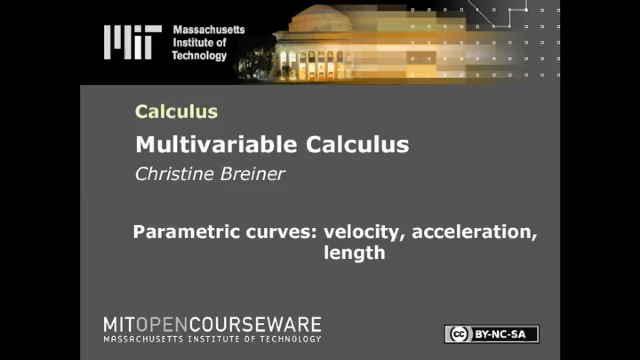 MIT
Massachusetts
Institute of
Technology
Calculus
Multivariable Calculus
Christine Breiner
Parametric curves: velocity, acceleration,
length
MITOPENCOURSEWARE
MASSACHUSETTS INSTITUTE OF TECHNOLOGY
cc BY-NC-SA